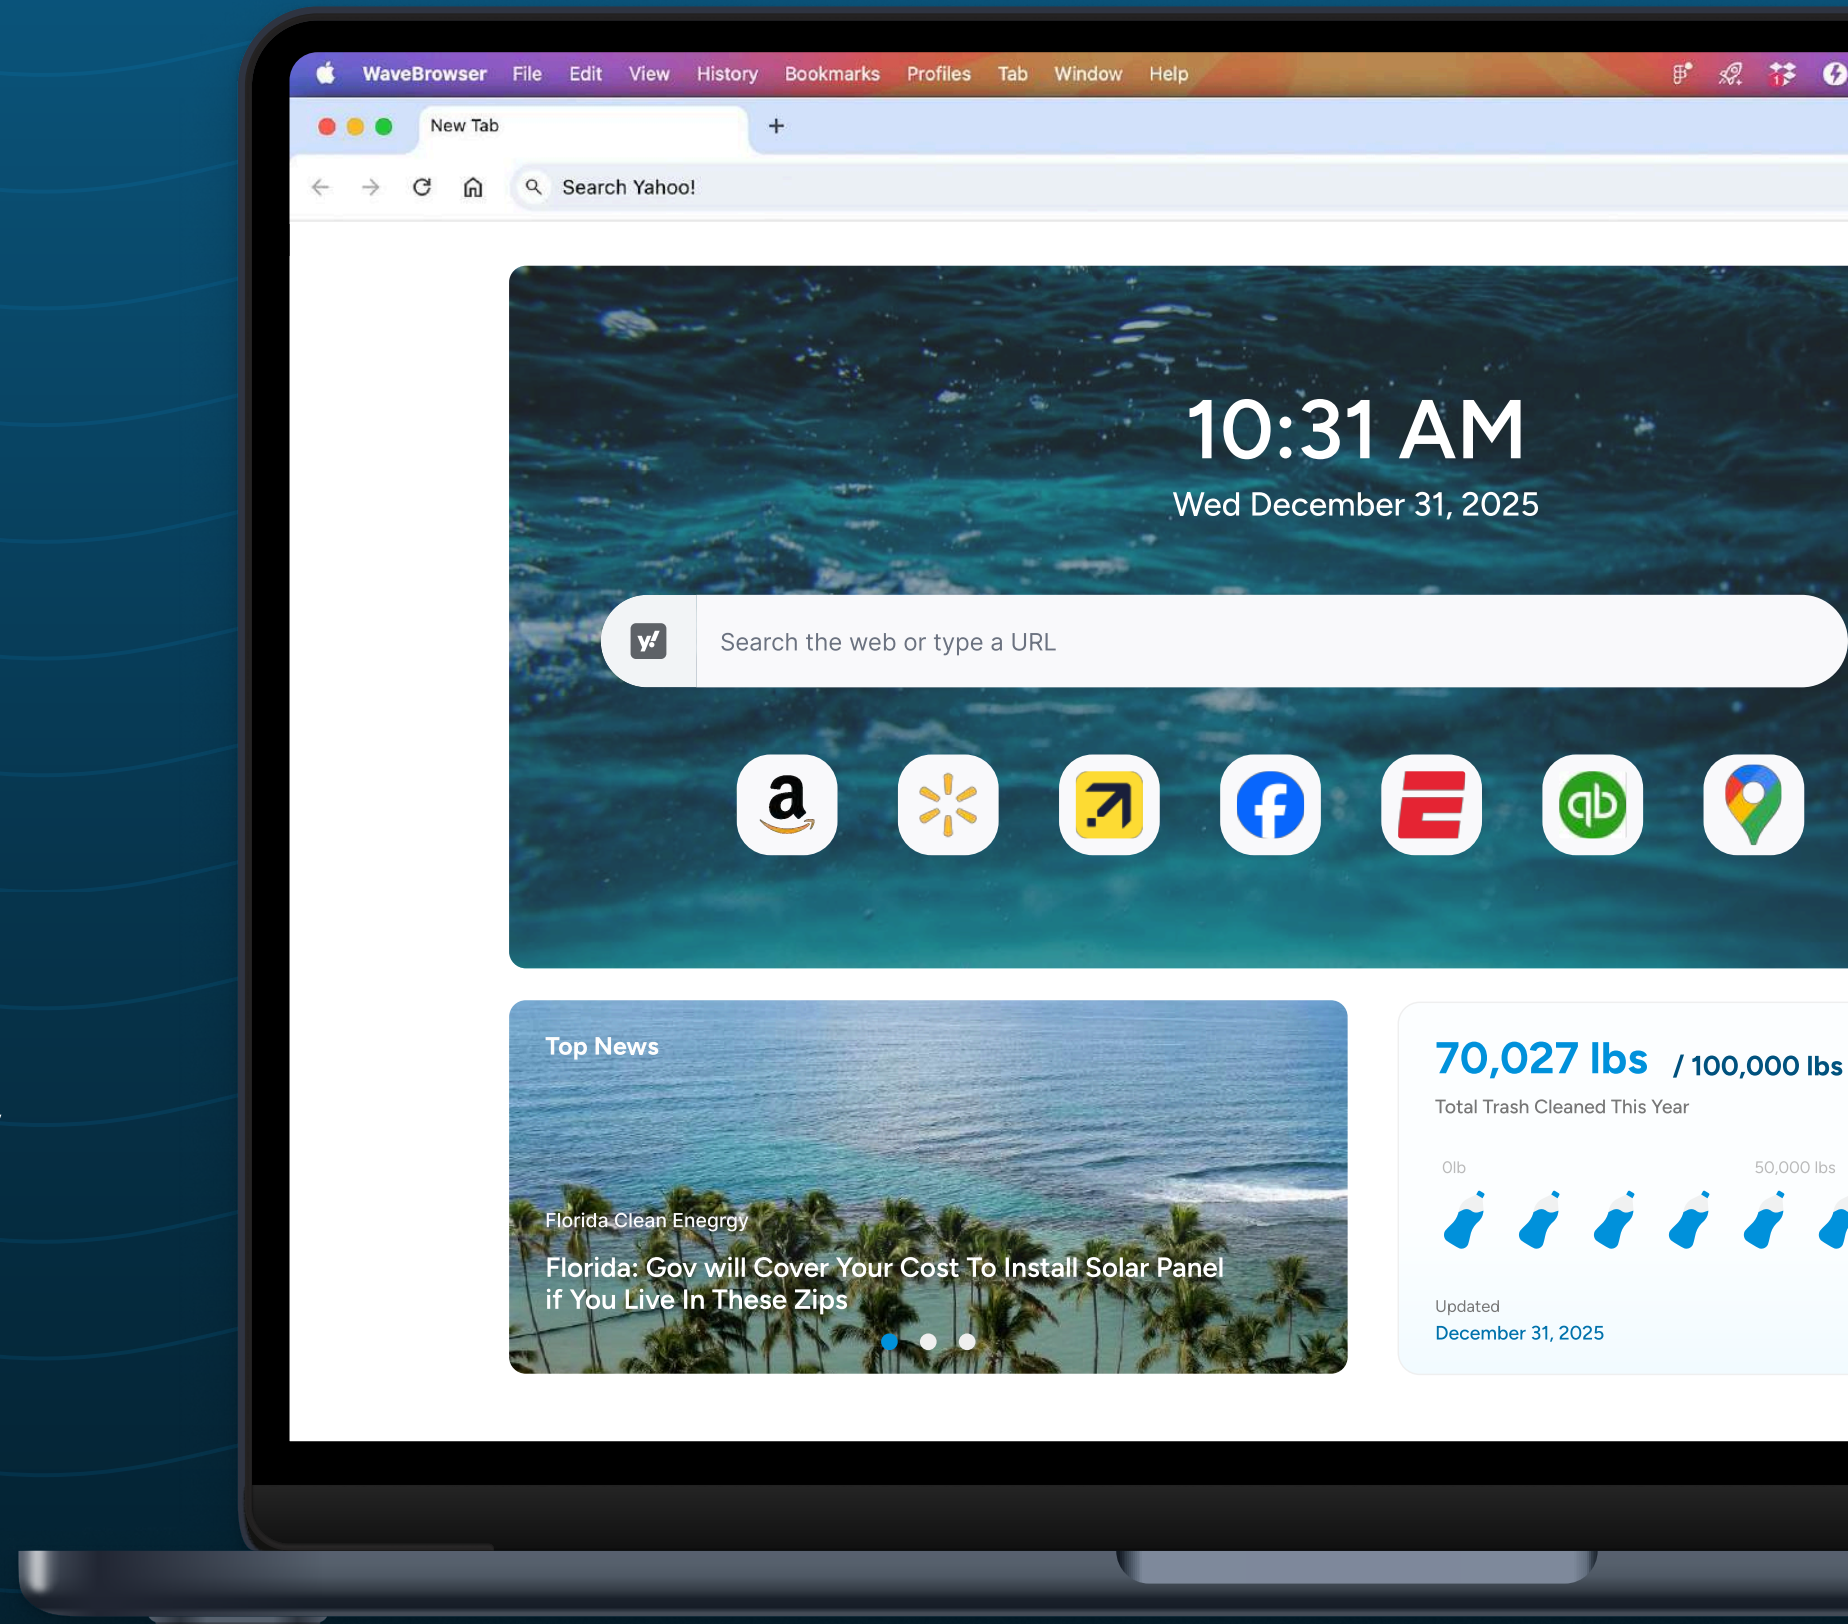 WaveBrowser File Edit View History Bookmarks Profiles Tab Window Help
1
New Tab
Search Yahoo!
10:31 AM
Wed December 31, 2025
y! Search the web or type a URL
a
qb
Top News
Florida Clean Enegrgy
Florida: Gov will Cover Your Cost To Install Solar Panel
if You Live In These Zips
70,027 lbs / 100,000 lbs
Total Trash Cleaned This Year
0lb 50,000 lbs
Updated
December 31, 2025